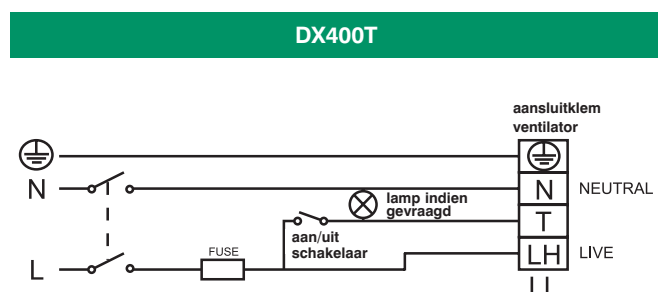 DX400T
aansluitklem
ventilator
N
N
NEUTRAL
lamp indien
gevraagd
T
aan/uit
schakelaar
FUSE
L
LH
LIVE